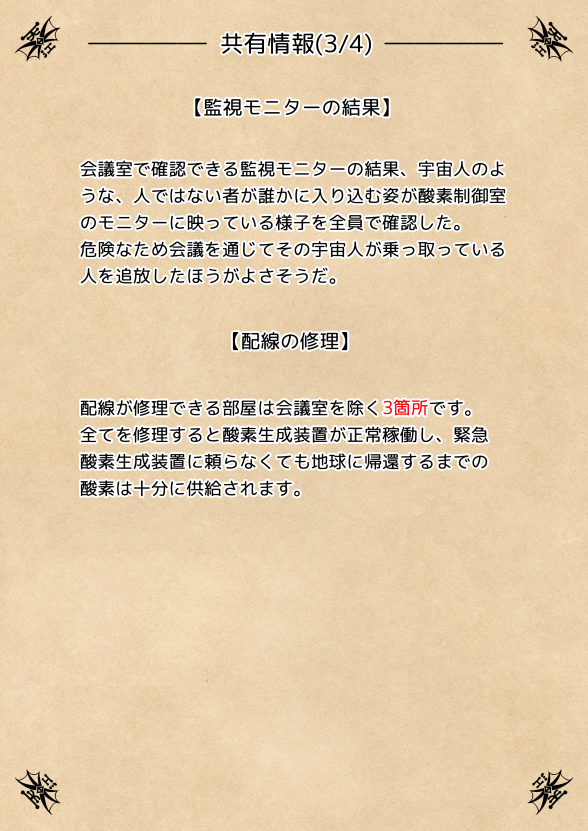 共有情報(3/4)
【監視モニターの結果】
会議室で確認できる監視モニターの結果、宇宙人のよ
うな、人ではない者が誰かに入り込む姿が酸素制御室
のモニターに映っている様子を全員で確認した。
危険なため会議を通じてその宇宙人が乗っ取っている
人を追放したほうがよさそうだ。
【配線の修理】
配線が修理できる部屋は会議室を除く3箇所です。
全てを修理すると酸素生成装置が正常稼働し、緊急
酸素生成装置に頼らなくても地球に帰還するまでの
酸素は十分に供給されます。